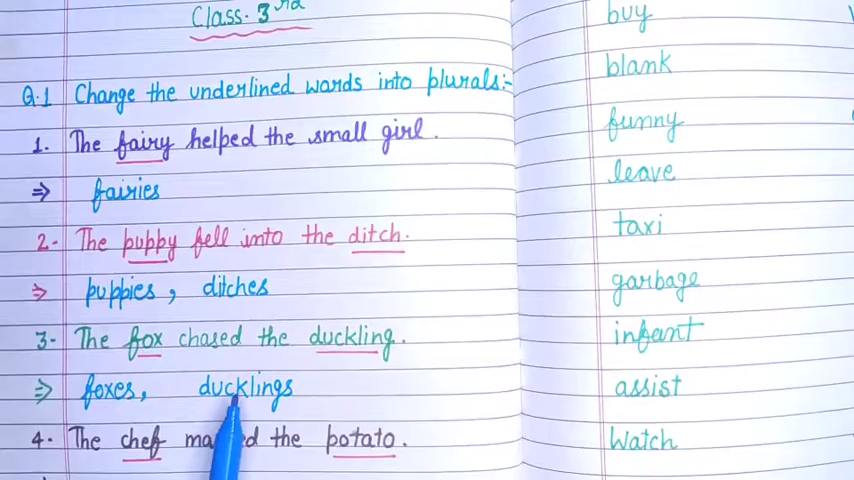 Class. 3rd
Q.1 Change the underlined words into plurals:-
1. The fairy helped the small girl.
⇒ fairies
2- The puppy fell into the ditch.
⇒ puppies, ditches
3- The fox chased the duckling.
⇒ foxes, ducklings
4- The chef the potato.
buy
blank
funny
leave
taxi
garbage
infant
assist
Watch